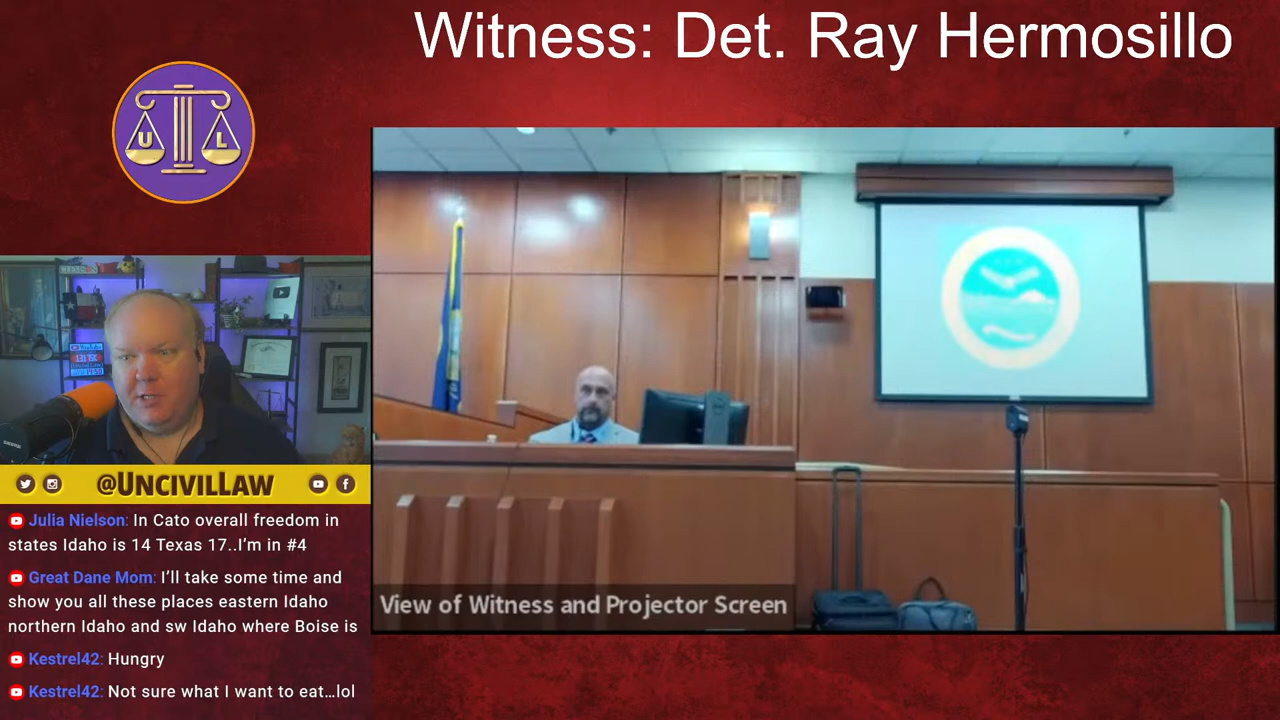 Witness: Det. Ray Hermosillo
U L
@UNCIVILLAW
Julia Nielson: In Cato overall freedom in
states Idaho is 14 Texas 17..I'm in #4
Great Dane Mom: I'll take some time and
show you all these places eastern Idaho
northern Idaho and sw Idaho where Boise is
Kestrel42: Hungry
Kestrel42: Not sure what I want to eat…lol
View of Witness and Projector Screen